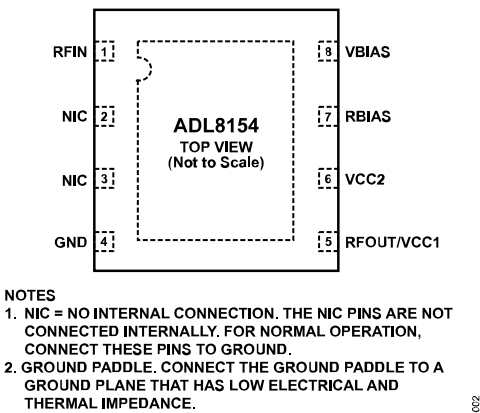 RFIN 1
NIC 2
NIC 3
GND 4
ADL8154
TOP VIEW
(Not to Scale)
8 VBIAS
7 RBIAS
6 VCC2
5 RFOUT/VCC1
NOTES
1. NIC = NO INTERNAL CONNECTION. THE NIC PINS ARE NOT
CONNECTED INTERNALLY. FOR NORMAL OPERATION,
CONNECT THESE PINS TO GROUND.
2. GROUND PADDLE. CONNECT THE GROUND PADDLE TO A
GROUND PLANE THAT HAS LOW ELECTRICAL AND
THERMAL IMPEDANCE.
002